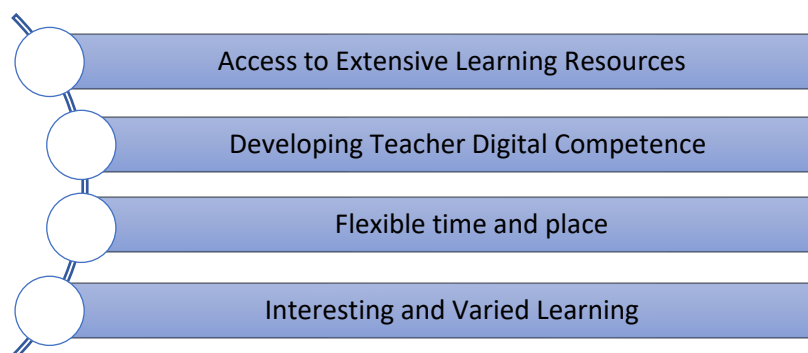 Access to Extensive Learning Resources
Developing Teacher Digital Competence
Flexible time and place
Interesting and Varied Learning